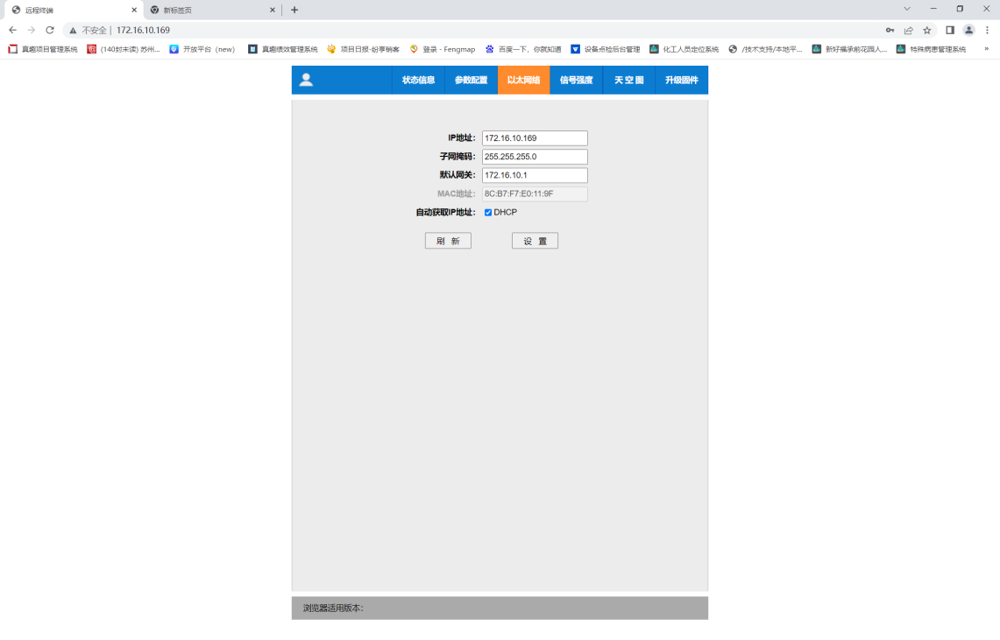 远程终端
新标签页
不安全 | 172.16.10.169
真趣项目管理系统 (140封未读) 苏州... 开放平台 (new) 真趣绩效管理系统 项目日报-纷享销客 登录 - Fengmap 百度一下，你就知道 设备点检后台管理 化工人员定位系统 /技术支持/本地平... 新好福承前花园人... 特殊病患管理系统 »
状态信息 参数配置 以太网络 信号强度 天 空 图 升级固件
IP地址： 172.16.10.169
子网掩码： 255.255.255.0
默认网关： 172.16.10.1
MAC地址： 8C:B7:F7:E0:11:9F
自动获取IP地址： DHCP
刷 新 设 置
浏览器适用版本：